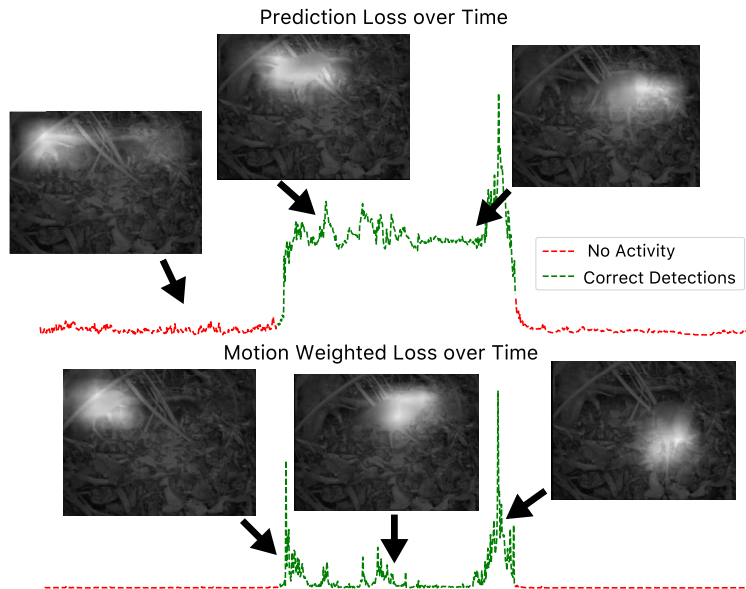 Prediction Loss over Time
No Activity
Correct Detections
Motion Weighted Loss over Time